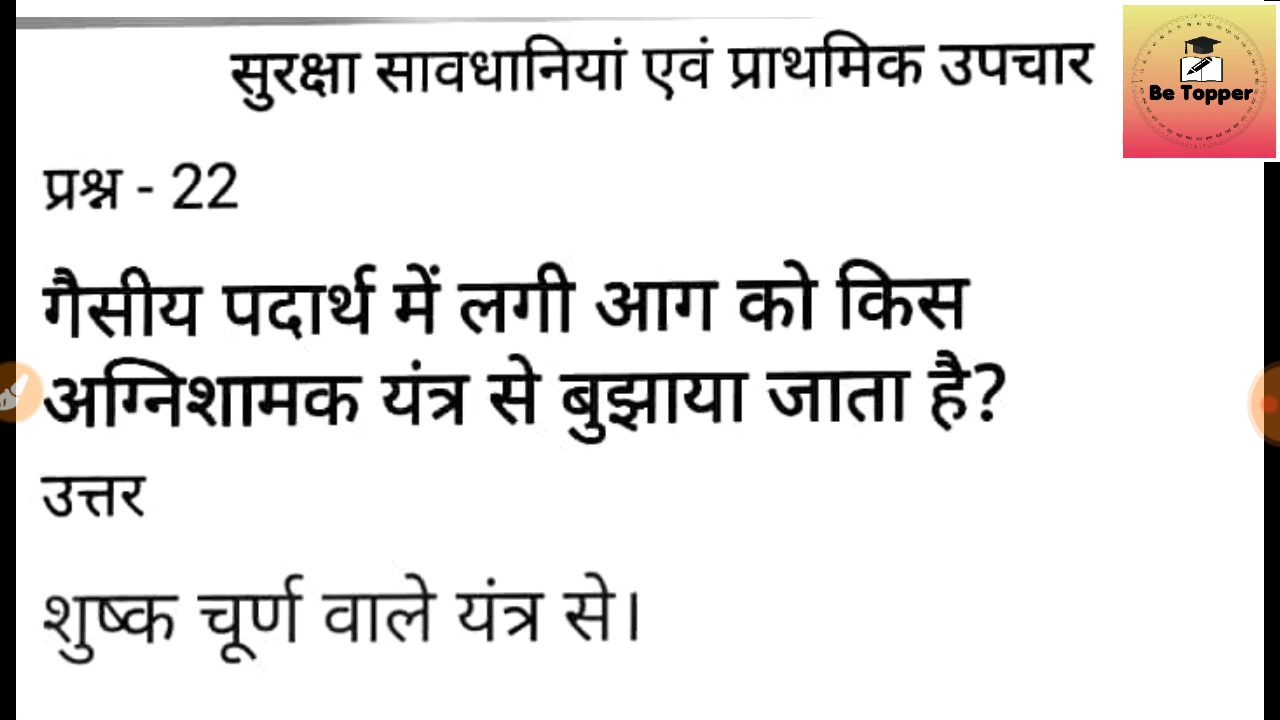 सुरक्षा सावधानियां एवं प्राथमिक उपचार
Be Topper
प्रश्न - 22
गैसीय पदार्थ में लगी आग को किस
अग्निशामक यंत्र से बुझाया जाता है?
उत्तर
शुष्क चूर्ण वाले यंत्र से।